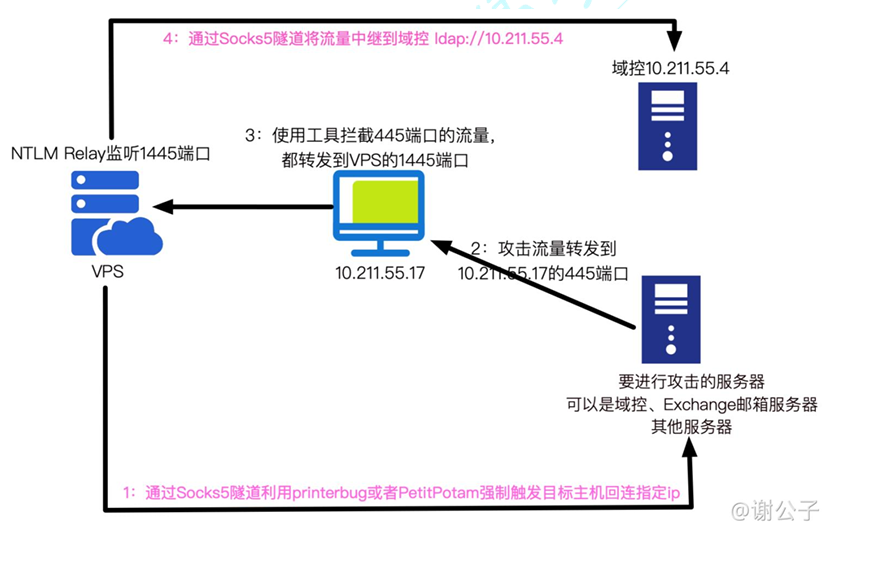 4：通过Socks5隧道将流量中继到域控 ldap://10.211.55.4
域控10.211.55.4
NTLM Relay监听1445端口
3：使用工具拦截445端口的流量，
都转发到VPS的1445端口
VPS
10.211.55.17
2：攻击流量转发到
10.211.55.17的445端口
要进行攻击的服务器
可以是域控、Exchange邮箱服务器
其他服务器
1：通过Socks5隧道利用printerbug或者PetitPotam强制触发目标主机回连指定ip
@谢公子